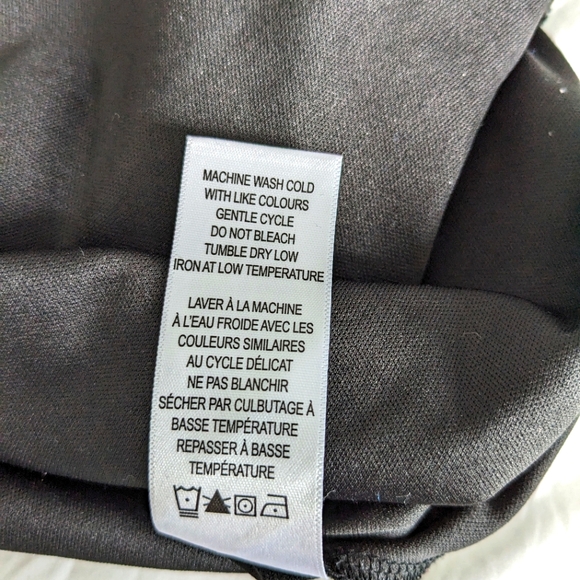 MACHINE WASH COLD
WITH LIKE COLOURS
GENTLE CYCLE
DO NOT BLEACH
TUMBLE DRY LOW
IRON AT LOW TEMPERATURE
LAVER À LA MACHINE
À L'EAU FROIDE AVEC LES
COULEURS SIMILAIRES
AU CYCLE DÉLICAT
NE PAS BLANCHIR
SÉCHER PAR CULBUTAGE À
BASSE TEMPÉRATURE
REPASSER À BASSE
TEMPÉRATURE